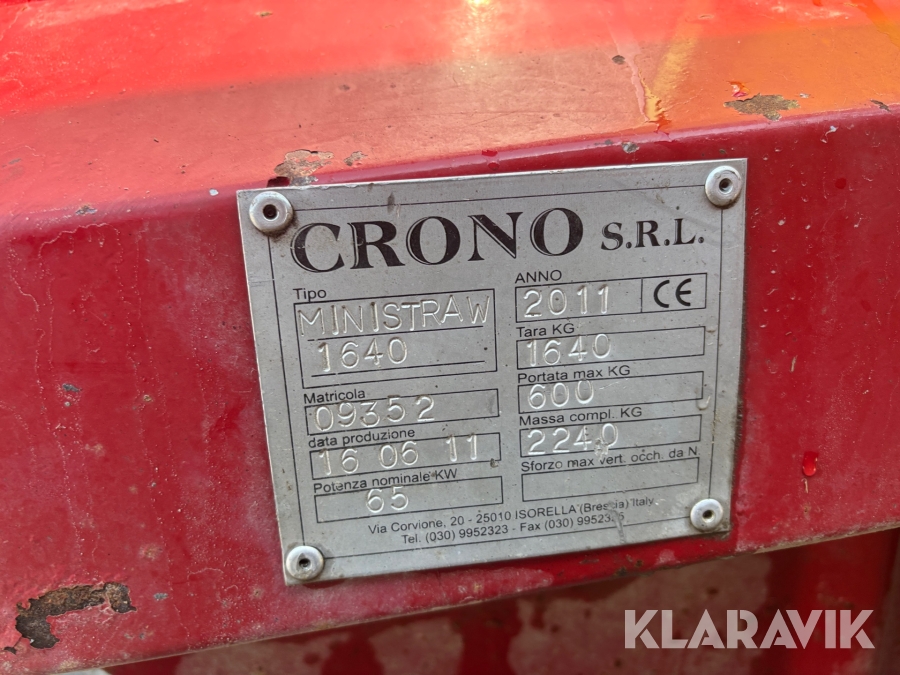 CRONO S.R.L.
Tipo
MINISTRAW
1640
ANNO
2011 CE
Tara KG
1640
Matricola
09352
Portata max KG
600
data produzione
16 06 11
Massa compl. KG
2240
Potenza nominale KW
65
Sforzo max vert. occh. da N
Via Corvione, 20 - 25010 ISORELLA (Brescia) Italy
Tel. (030) 9952323 - Fax (030)
KLARAVIK